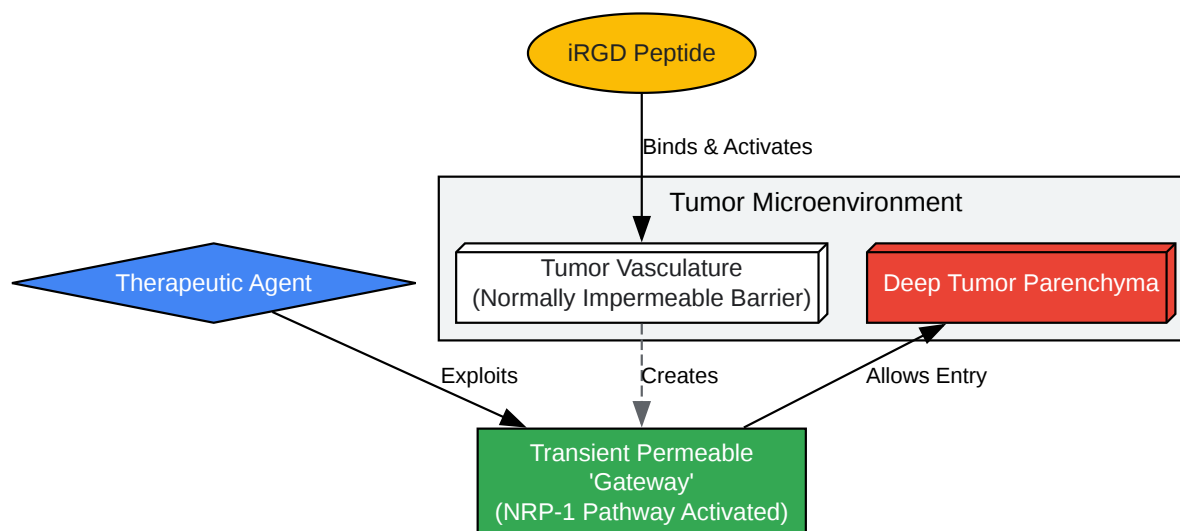 iRGD Peptide
Binds & Activates
Tumor Microenvironment
Therapeutic Agent
Tumor Vasculature
(Normally Impermeable Barrier)
Deep Tumor Parenchyma
Exploits
Creates
Allows Entry
Transient Permeable
'Gateway'
(NRP-1 Pathway Activated)